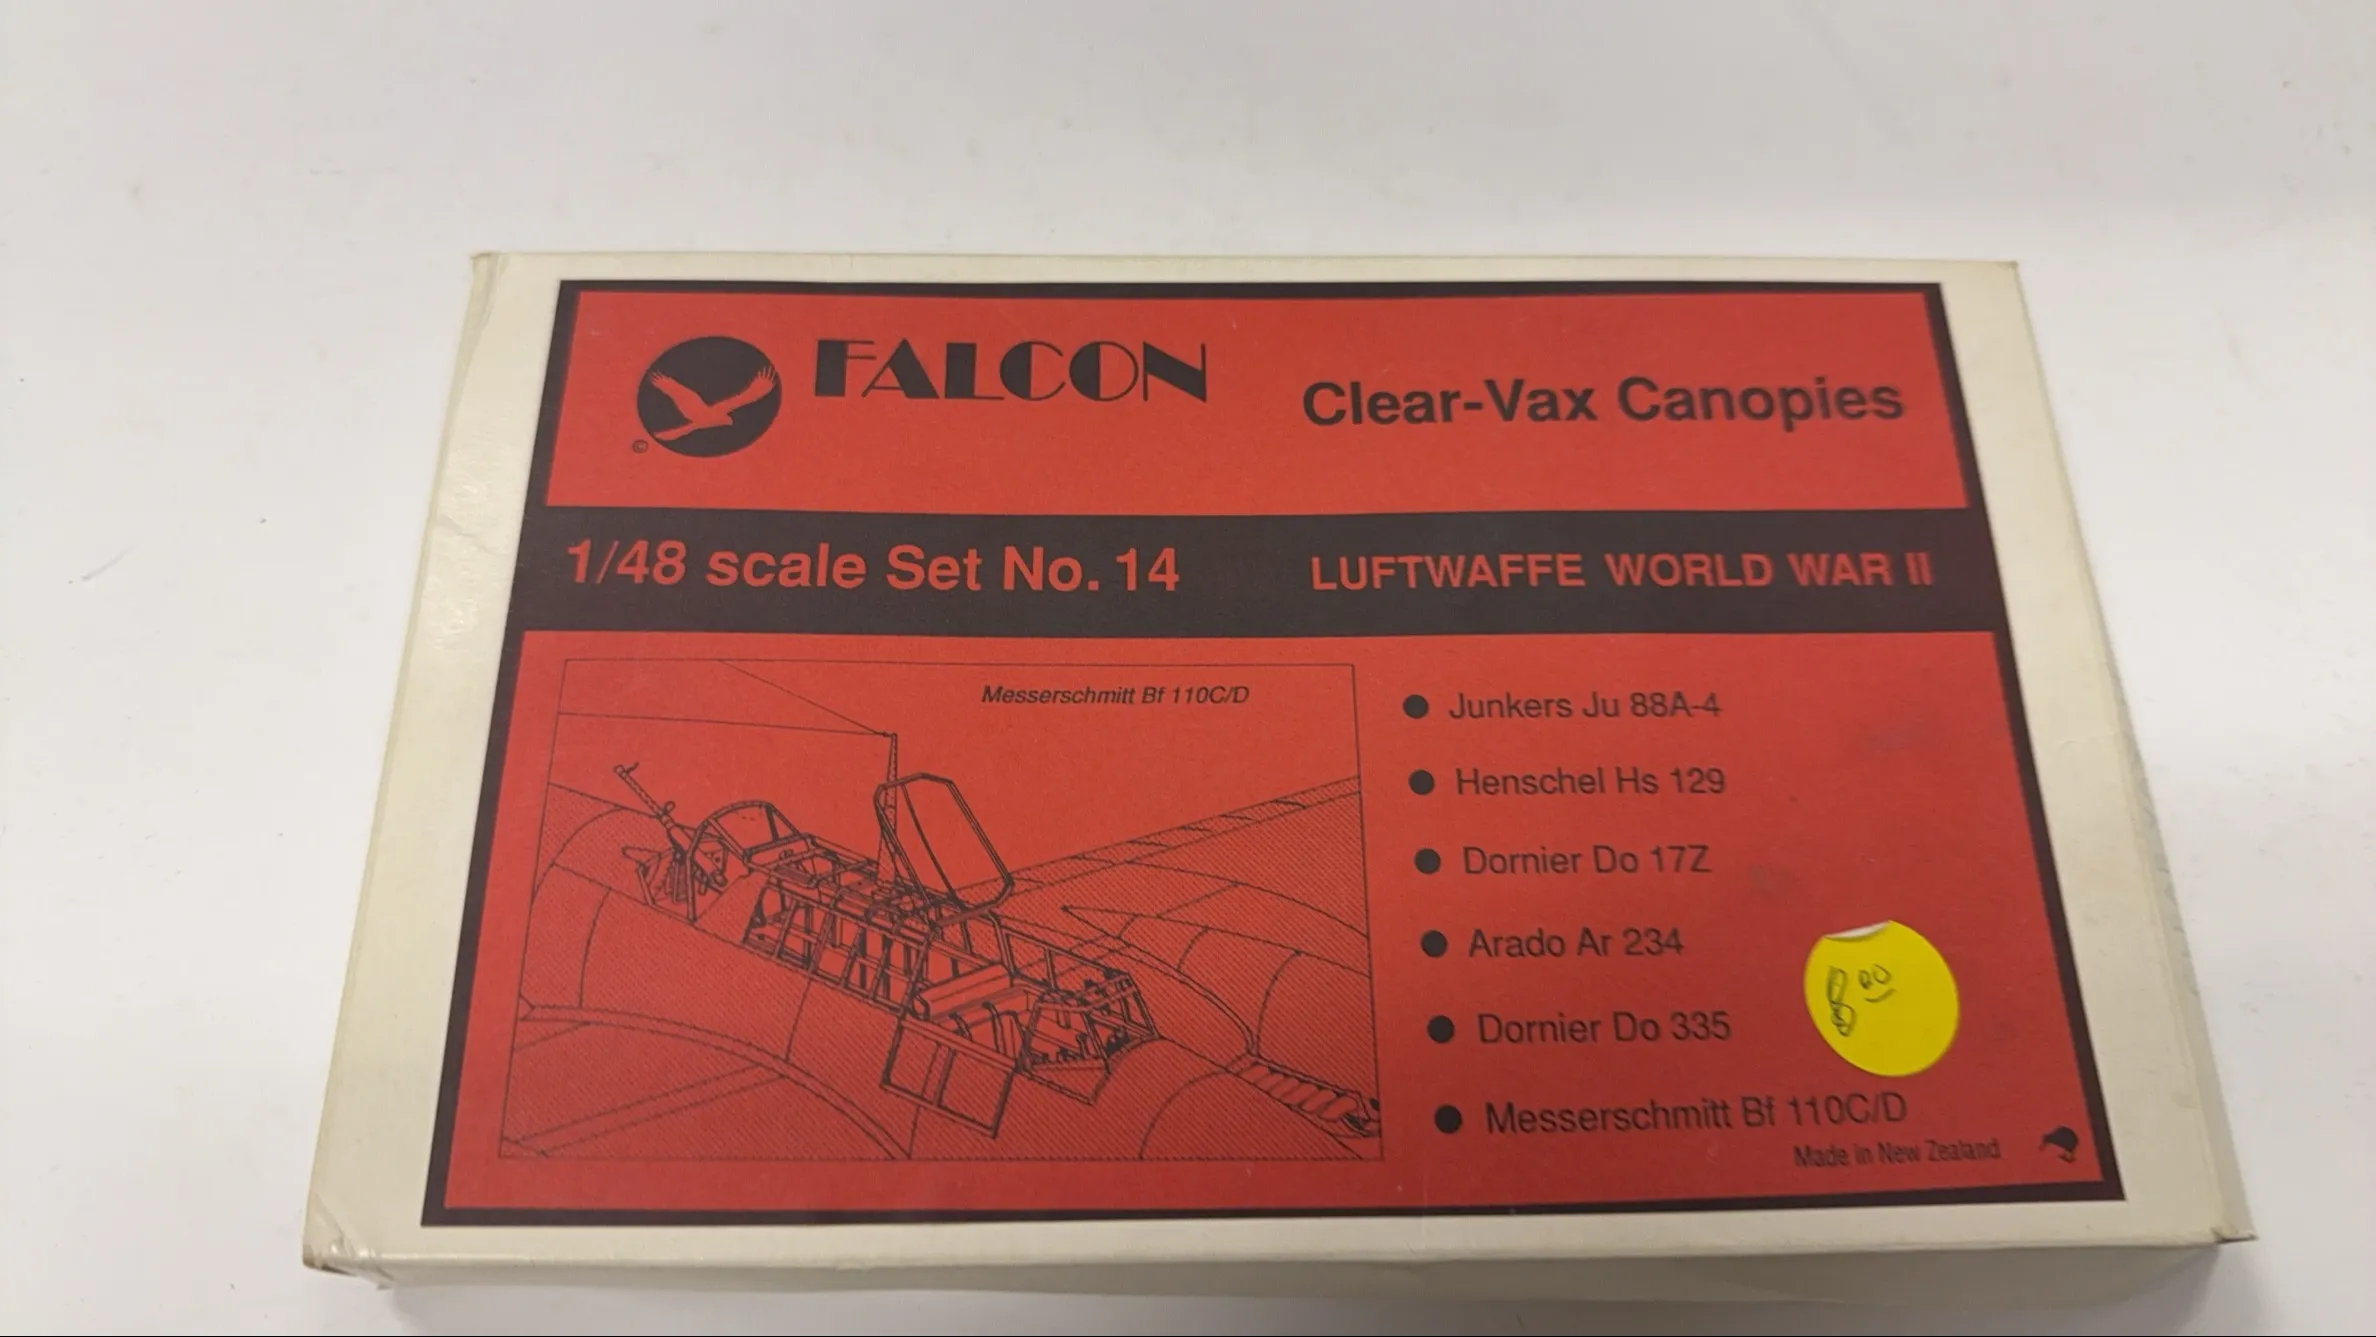 FALCON
Clear-Vax Canopies
©
1/48 scale Set No. 14
LUFTWAFFE WORLD WAR II
Messerschmitt Bf 110C/D
● Junkers Ju 88A-4
● Henschel Hs 129
● Dornier Do 17Z
● Arado Ar 234
● Dornier Do 335
● Messerschmitt Bf 110C/D
8.00
Made in New Zealand